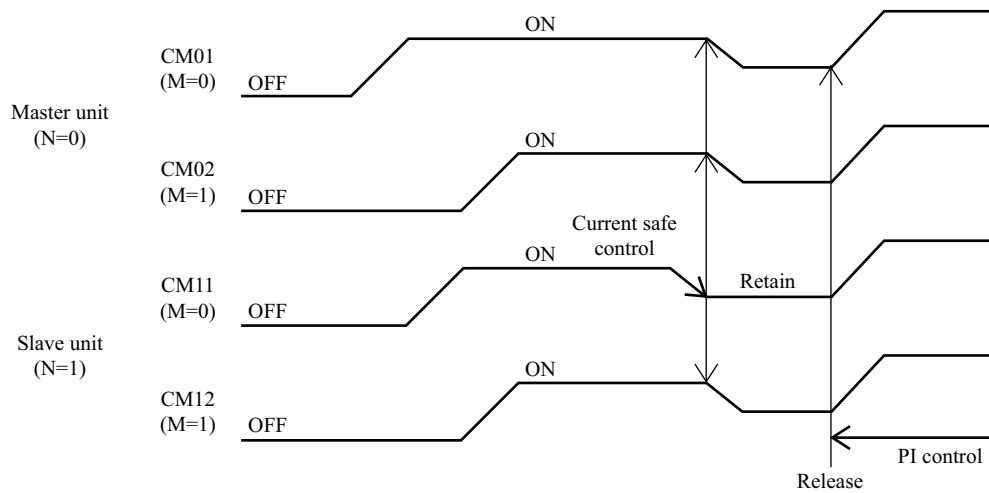 Master unit
(N=0)
CM01
(M=0)
OFF
ON
CM02
(M=1)
OFF
ON
Slave unit
(N=1)
CM11
(M=0)
OFF
ON
Current safe
control
Retain
CM12
(M=1)
OFF
ON
PI control
Release